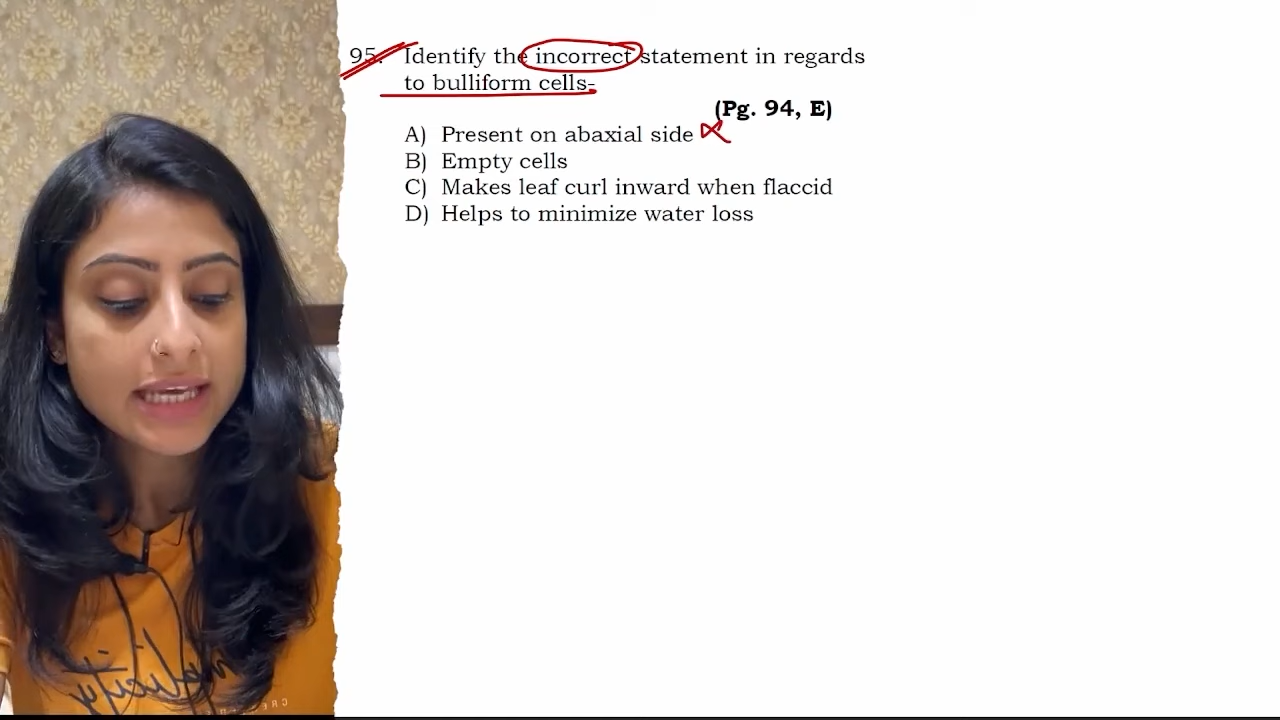 95. Identify the incorrect statement in regards
to bulliform cells-
(Pg. 94, E)
A) Present on abaxial side
B) Empty cells
C) Makes leaf curl inward when flaccid
D) Helps to minimize water loss